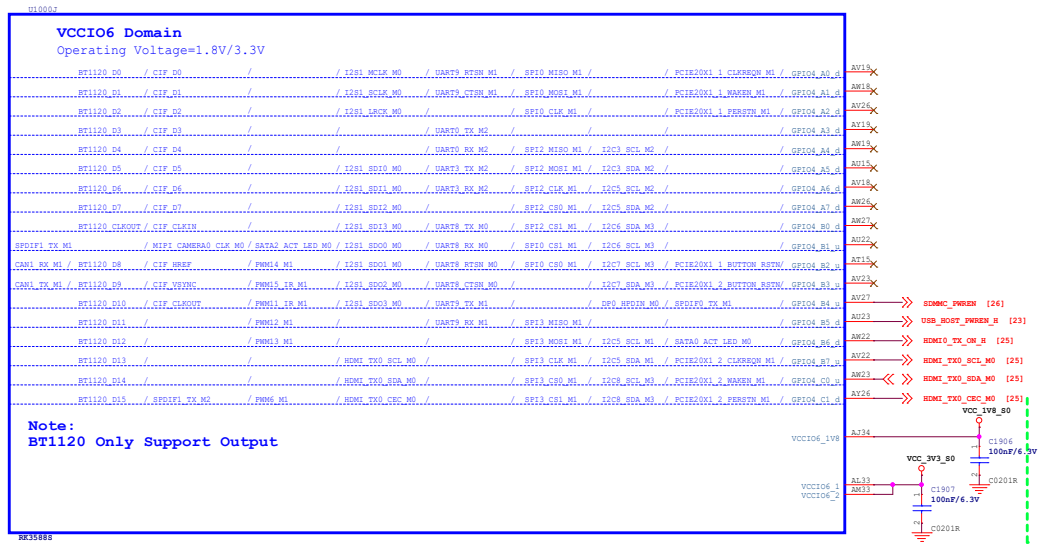 U1000J
VCCIO6 Domain
Operating Voltage=1.8V/3.3V
BT1120_D0 / CIF_D0 / / I2S1_MCLK_M0 / UART9_RTSN_M1 / SPI0_MISO_M1 / / PCIE20X1_1_CLKREQN_M1 / GPIO4_A0_d AV19
BT1120_D1 / CIF_D1 / / I2S1_SCLK_M0 / UART9_CTSN_M1 / SPI0_MOSI_M1 / / PCIE20X1_1_WAKEN_M1 / GPIO4_A1_d AW18
BT1120_D2 / CIF_D2 / / I2S1_LRCK_M0 / / SPI0_CLK_M1 / / PCIE20X1_1_PERSTN_M1 / GPIO4_A2_d AV26
BT1120_D3 / CIF_D3 / / / UART0_TX_M2 / / / GPIO4_A3_d AY19
BT1120_D4 / CIF_D4 / / / UART0_RX_M2 / SPI2_MISO_M1 / I2C3_SCL_M2 / / GPIO4_A4_d AW19
BT1120_D5 / CIF_D5 / / I2S1_SDI0_M0 / UART3_TX_M2 / SPI2_MOSI_M1 / I2C3_SDA_M2 / / GPIO4_A5_d AU15
BT1120_D6 / CIF_D6 / / I2S1_SDI1_M0 / UART3_RX_M2 / SPI2_CLK_M1 / I2C5_SCL_M2 / / GPIO4_A6_d AV18
BT1120_D7 / CIF_D7 / / I2S1_SDI2_M0 / / SPI2_CS0_M1 / I2C5_SDA_M2 / / GPIO4_A7_d AW26
BT1120_CLKOUT / CIF_CLKIN / / I2S1_SDI3_M0 / UART8_TX_M0 / SPI2_CS1_M1 / I2C6_SDA_M3 / / GPIO4_B0_d AW27
SPDIF1_TX_M1 / MIPI_CAMERA0_CLK_M0 / SATA2_ACT_LED_M0 / I2S1_SDO0_M0 / UART8_RX_M0 / SPI0_CS1_M1 / I2C6_SCL_M3 / / GPIO4_B1_u AU22
CAN1_RX_M1 / BT1120_D8 / CIF_HREF / PWM14_M1 / I2S1_SDO1_M0 / UART8_RTSN_M0 / SPI0_CS0_M1 / I2C7_SCL_M3 / PCIE20X1_1_BUTTON_RSTN/ GPIO4_B2_u AT15
CAN1_TX_M1 / BT1120_D9 / CIF_VSYNC / PWM15_IR_M1 / I2S1_SDO2_M0 / UART8_CTSN_M0 / / I2C7_SDA_M3 / PCIE20X1_2_BUTTON_RSTN/ GPIO4_B3_u AV23
BT1120_D10 / CIF_CLKOUT / PWM11_IR_M1 / I2S1_SDO3_M0 / UART9_TX_M1 / / DP0_HPDIN_M0 / SPDIF0_TX_M1 / GPIO4_B4_u AV27 SDMMC_PWREN [26]
BT1120_D11 / / PWM12_M1 / / UART9_RX_M1 / SPI3_MISO_M1 / / / GPIO4_B5_d AU23 USB_HOST_PWREN_H [23]
BT1120_D12 / / PWM13_M1 / / / SPI3_MOSI_M1 / I2C5_SCL_M1 / SATA0_ACT_LED_M0 / GPIO4_B6_d AW22 HDMI0_TX_ON_H [25]
BT1120_D13 / / / HDMI_TX0_SCL_M0 / / SPI3_CLK_M1 / I2C5_SDA_M1 / PCIE20X1_2_CLKREQN_M1 / GPIO4_B7_u AV22 HDMI_TX0_SCL_M0 [25]
BT1120_D14 / / / HDMI_TX0_SDA_M0 / / SPI3_CS0_M1 / I2C8_SCL_M3 / PCIE20X1_2_WAKEN_M1 / GPIO4_C0_u AW23 HDMI_TX0_SDA_M0 [25]
BT1120_D15 / SPDIF1_TX_M2 / PWM6_M1 / HDMI_TX0_CEC_M0 / / SPI3_CS1_M1 / I2C8_SDA_M3 / PCIE20X1_2_PERSTN_M1 / GPIO4_C1_d AY26 HDMI_TX0_CEC_M0 [25]
Note:
BT1120 Only Support Output
VCCIO6_1V8 AJ34
VCC_1V8_S0
1
C1906
100nF/6.3V
2
C0201R
VCC_3V3_S0
VCCIO6_1 AL33
VCCIO6_2 AM33
1
C1907
100nF/6.3V
2
C0201R
RK3588S